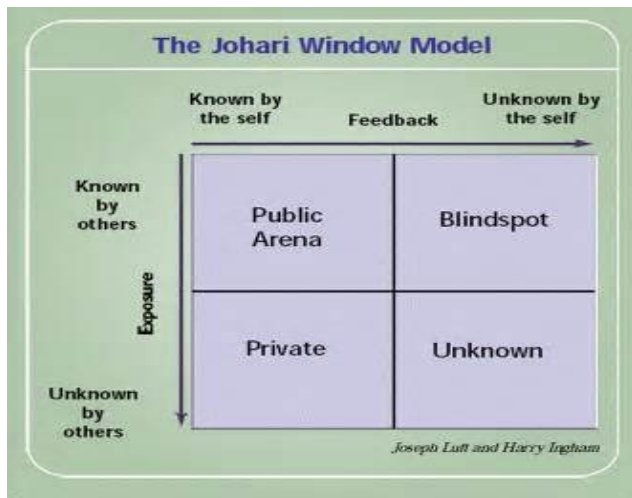 The Johari Window Model
Known by
the self
Feedback
Unknown by
the self
Known
by
others
Public
Arena
Blindspot
Exposure
Private
Unknown
Unknown
by
others
Joseph Luft and Harry Ingham